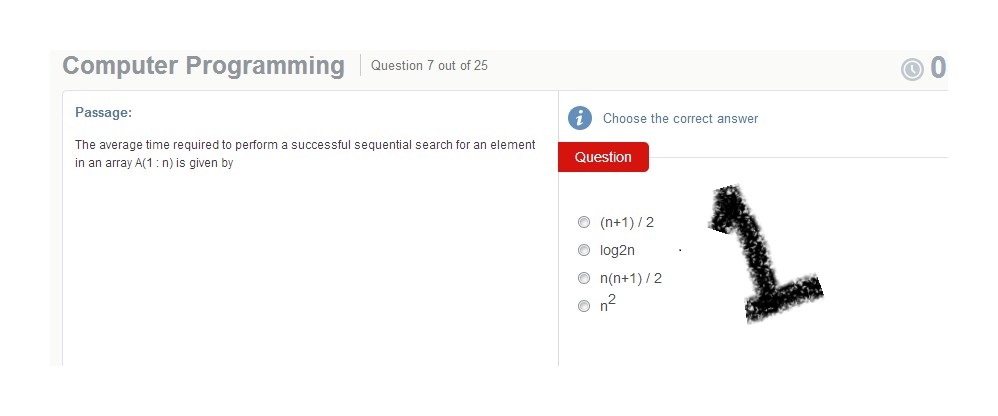 Computer Programming
Question 7 out of 25
0
Passage:
The average time required to perform a successful sequential search for an element
in an array A(1 : n) is given by
Choose the correct answer
Question
(n+1) / 2
log2n
n(n+1) / 2
n2
1